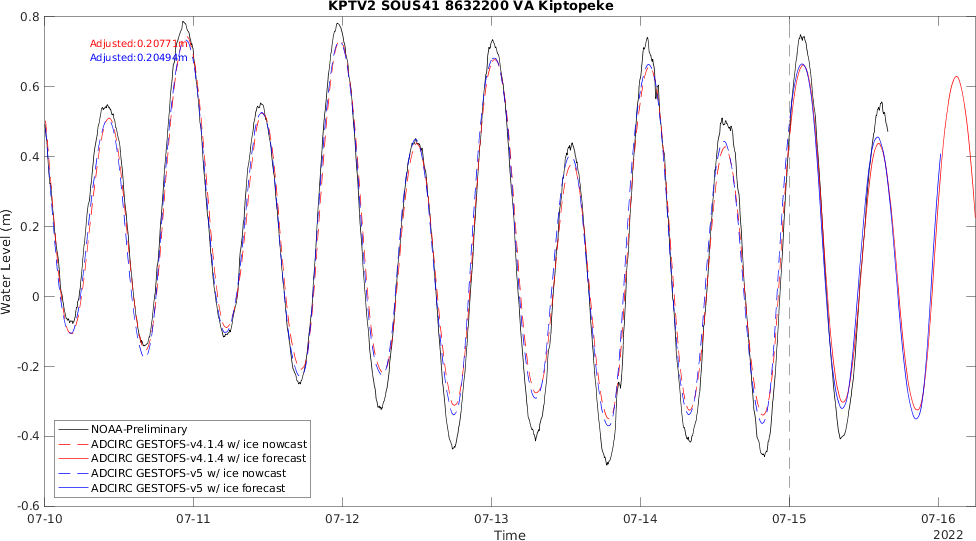 KPTV2 SOUS41 8632200 VA Kiptopeke
0.8
Adjusted:0.20771m
Adjusted:0.20494m
0.6
0.4
0.2
Water Level (m)
0
-0.2
-0.4
-0.6
NOAA-Preliminary
ADCIRC GESTOFS-v4.1.4 w/ ice nowcast
ADCIRC GESTOFS-v4.1.4 w/ ice forecast
ADCIRC GESTOFS-v5 w/ ice nowcast
ADCIRC GESTOFS-v5 w/ ice forecast
07-10 07-11 07-12 07-13 07-14 07-15 07-16
Time
2022